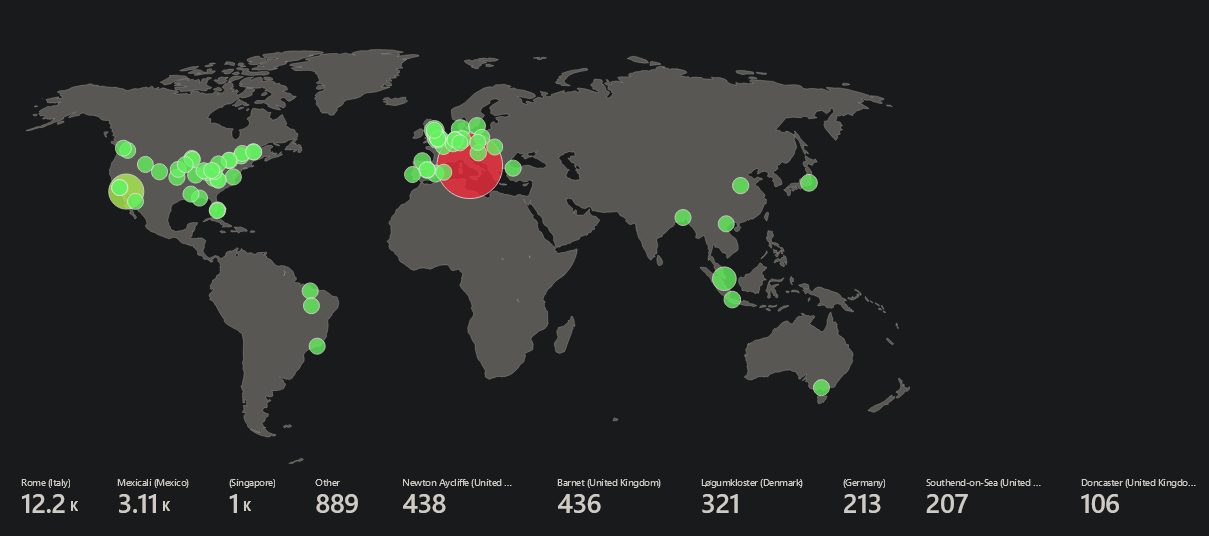 Rome (Italy) Mexicali (Mexico) (Singapore) Other Newton Aycliffe (United ... Barnet (United Kingdom) Løgumkloster (Denmark) (Germany) Southend-on-Sea (United ... Doncaster (United Kingdo...
12.2 K 3.11 K 1 K 889 438 436 321 213 207 106